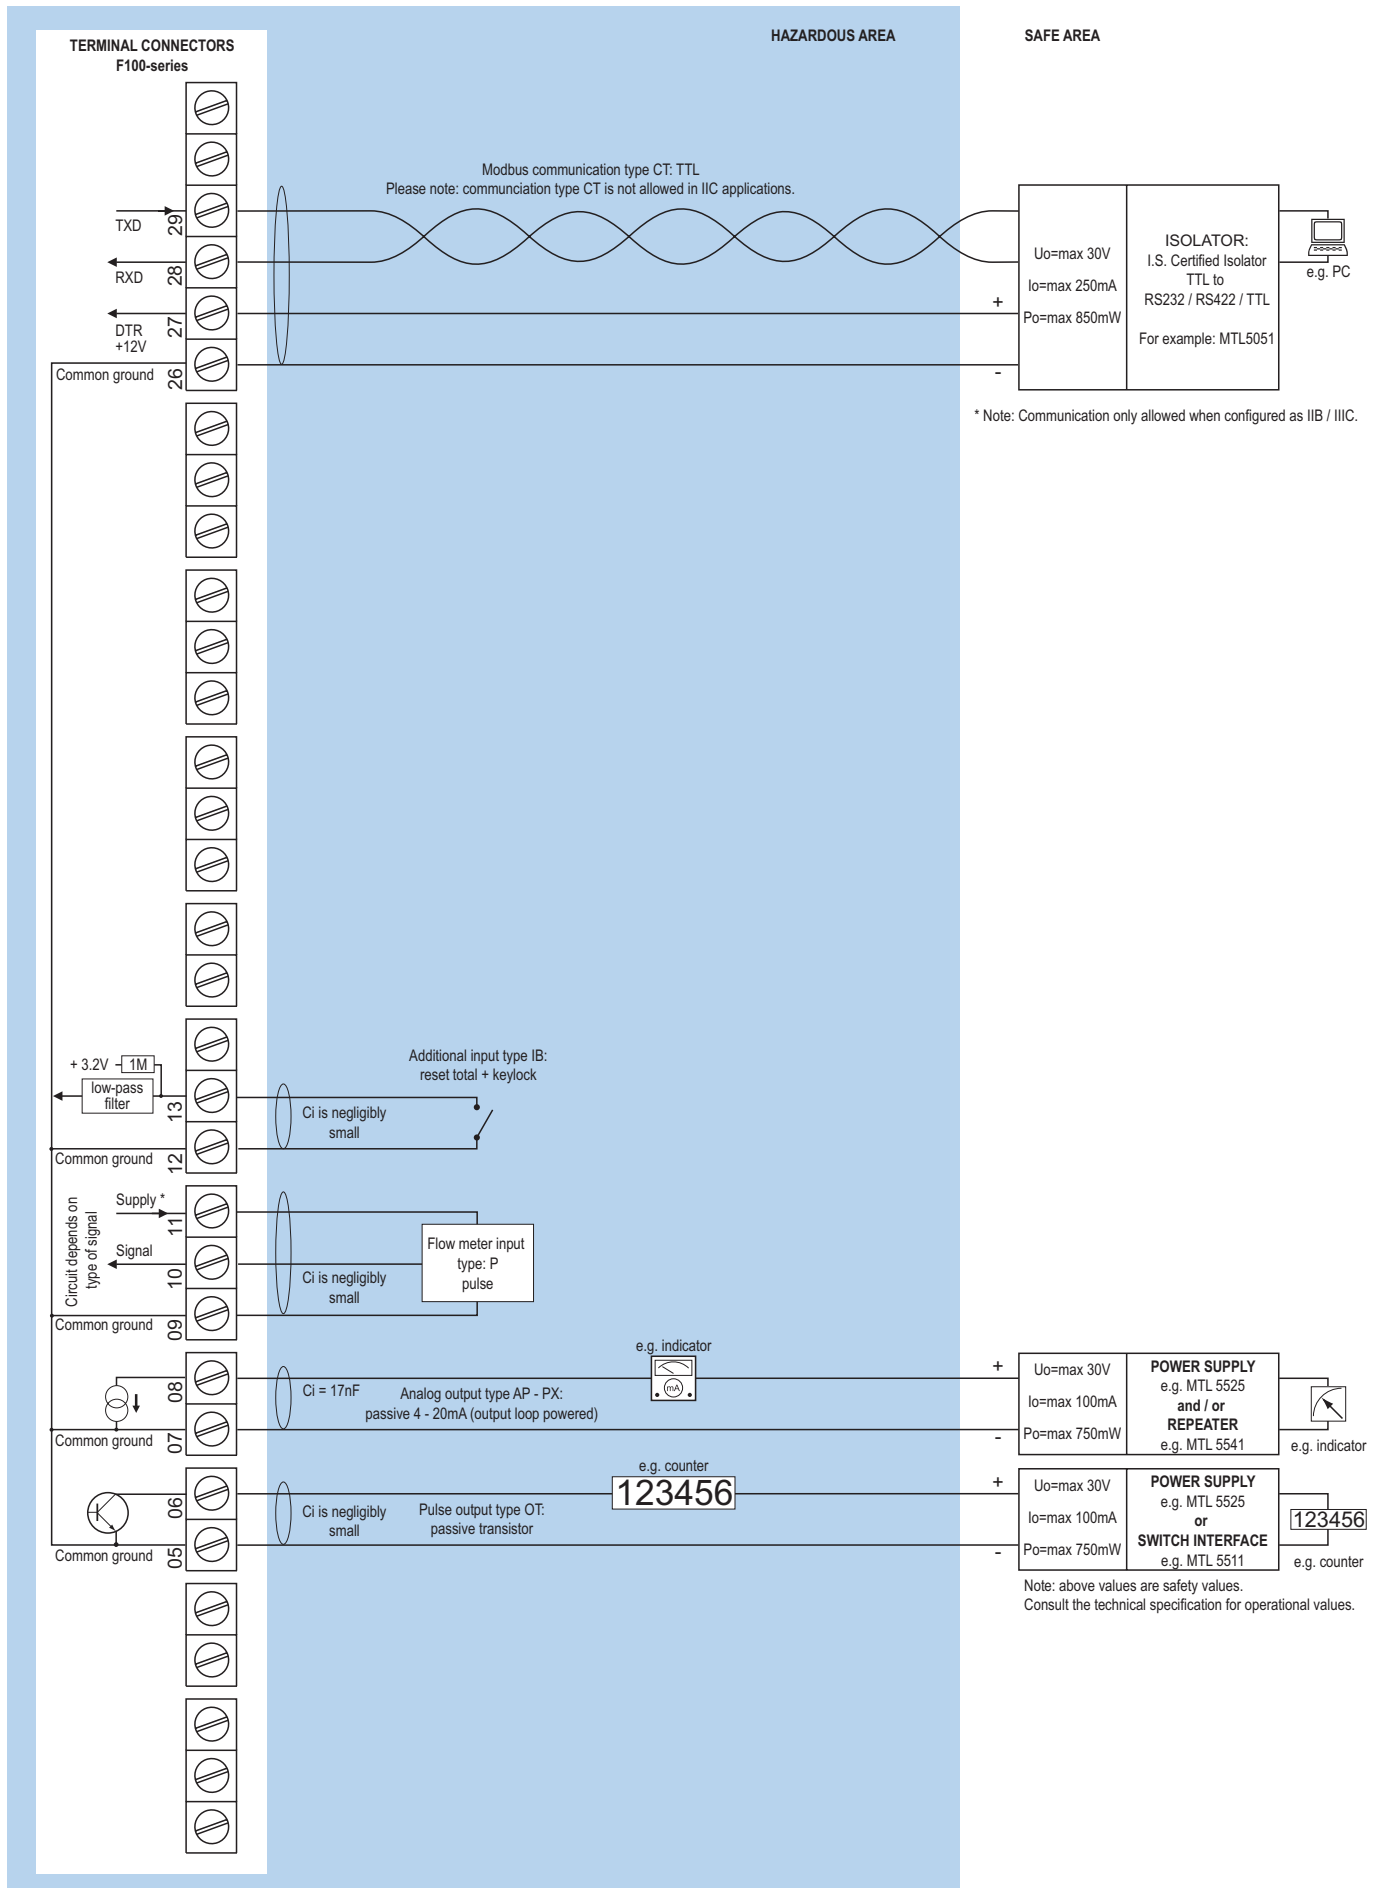 HAZARDOUS AREA
SAFE AREA
TERMINAL CONNECTORS
F100-series
Modbus communication type CT: TTL
Please note: communciation type CT is not allowed in IIC applications.
TXD
29
RXD
28
DTR
+12V
27
Common ground
26
+
-
Uo=max 30V
Io=max 250mA
Po=max 850mW
ISOLATOR:
I.S. Certified Isolator
TTL to
RS232 / RS422 / TTL
For example: MTL5051
e.g. PC
* Note: Communication only allowed when configured as IIB / IIIC.
+ 3.2V
1M
low-pass
filter
13
Common ground
12
Additional input type IB:
reset total + keylock
Ci is negligibly
small
Circuit depends on
type of signal
Supply *
11
Signal
10
Common ground
09
Flow meter input
type: P
pulse
Ci is negligibly
small
08
Common ground
07
Ci = 17nF
Analog output type AP - PX:
passive 4 - 20mA (output loop powered)
e.g. indicator
mA
+
-
Uo=max 30V
Io=max 100mA
Po=max 750mW
POWER SUPPLY
e.g. MTL 5525
and / or
REPEATER
e.g. MTL 5541
e.g. indicator
06
Common ground
05
Ci is negligibly
small
Pulse output type OT:
passive transistor
e.g. counter
123456
+
-
Uo=max 30V
Io=max 100mA
Po=max 750mW
POWER SUPPLY
e.g. MTL 5525
or
SWITCH INTERFACE
e.g. MTL 5511
123456
e.g. counter
Note: above values are safety values.
Consult the technical specification for operational values.